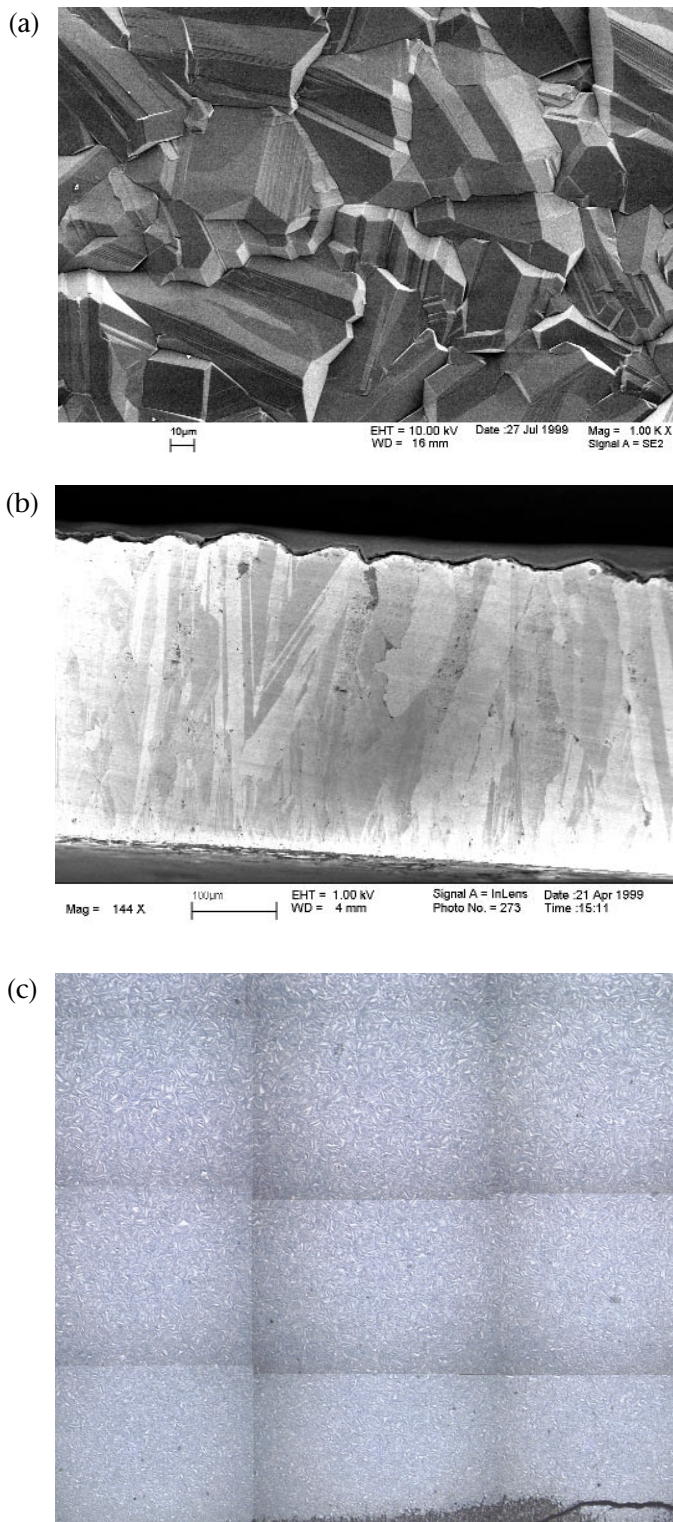 (a)
10µm
EHT = 10.00 kV Date :27 Jul 1999 Mag = 1.00 K X
WD = 16 mm Signal A = SE2
(b)
Mag = 144 X
100µm
EHT = 1.00 kV Signal A = InLens Date :21 Apr 1999
WD = 4 mm Photo No. = 273 Time :15:11
(c)